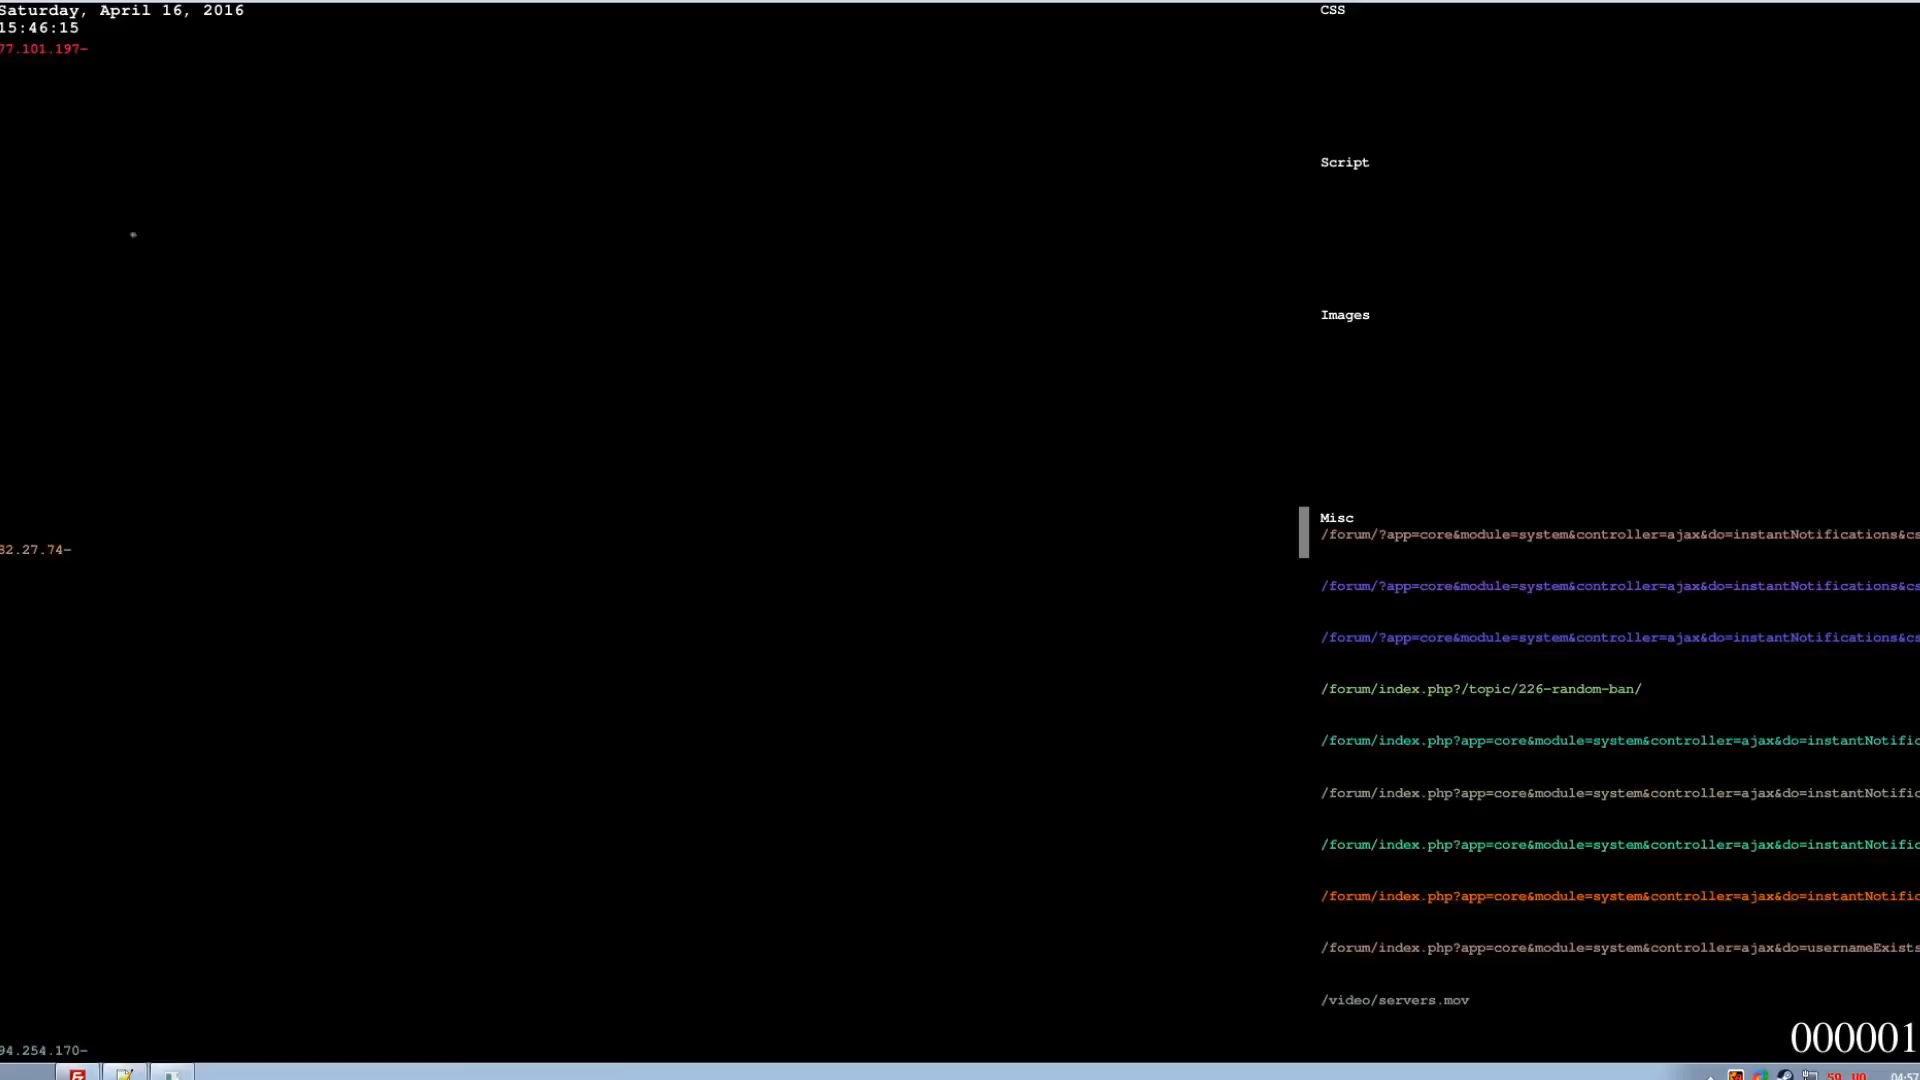 Saturday, April 16, 2016
15:46:15
77.101.197-
82.27.74-
94.254.170-
CSS
Script
Images
Misc
/forum/?app=core&module=system&controller=ajax&do=instantNotifications&cs
/forum/?app=core&module=system&controller=ajax&do=instantNotifications&cs
/forum/?app=core&module=system&controller=ajax&do=instantNotifications&cs
/forum/index.php?/topic/226-random-ban/
/forum/index.php?app=core&module=system&controller=ajax&do=instantNotific
/forum/index.php?app=core&module=system&controller=ajax&do=instantNotific
/forum/index.php?app=core&module=system&controller=ajax&do=instantNotific
/forum/index.php?app=core&module=system&controller=ajax&do=instantNotific
/forum/index.php?app=core&module=system&controller=ajax&do=usernameExists
/video/servers.mov
000001
04:57